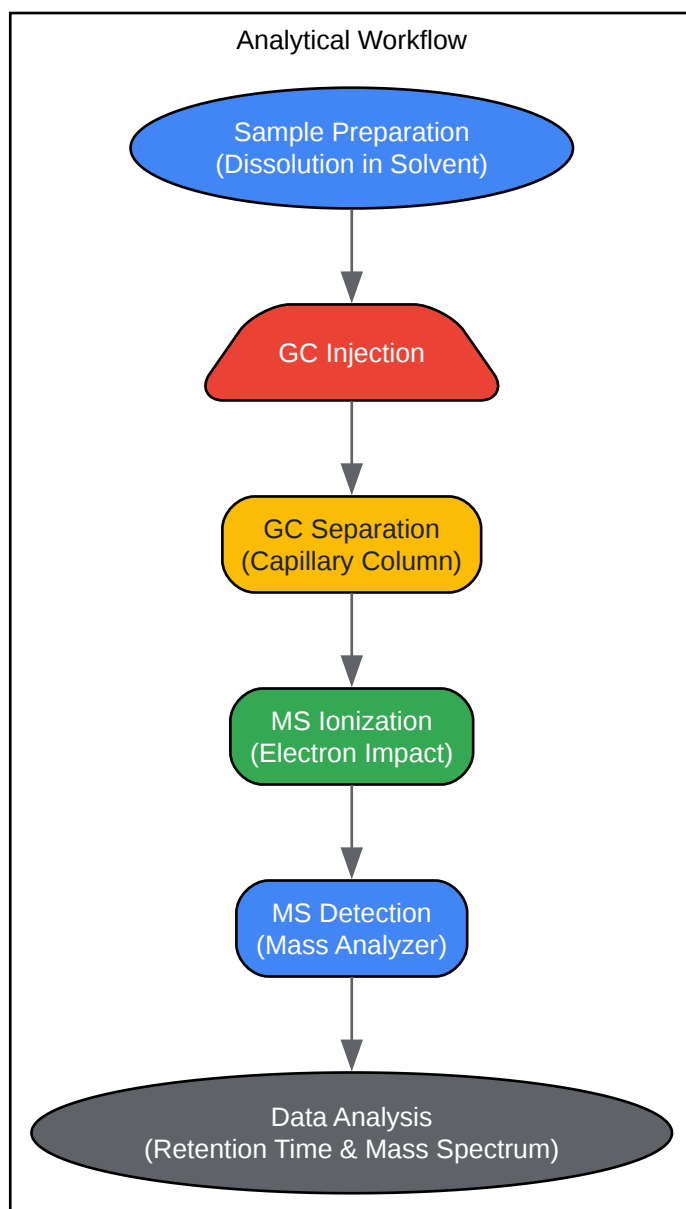 Analytical Workflow
Sample Preparation
(Dissolution in Solvent)
GC Injection
GC Separation
(Capillary Column)
MS Ionization
(Electron Impact)
MS Detection
(Mass Analyzer)
Data Analysis
(Retention Time & Mass Spectrum)